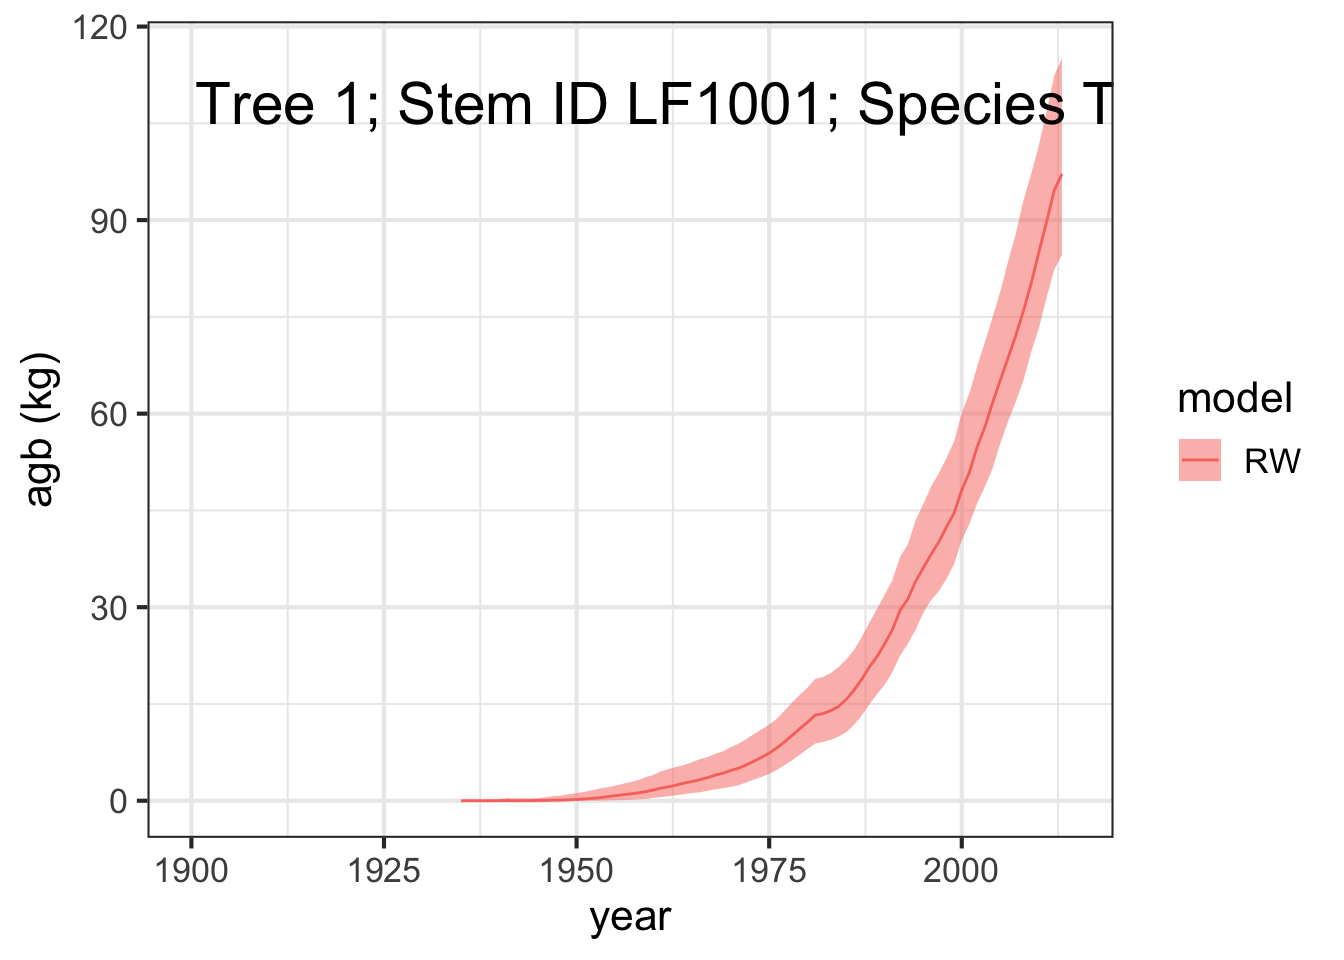 120
Tree 1; Stem ID LF1001; Species T
90
60
30
0
agb (kg)
1900 1925 1950 1975 2000
year
model
RW